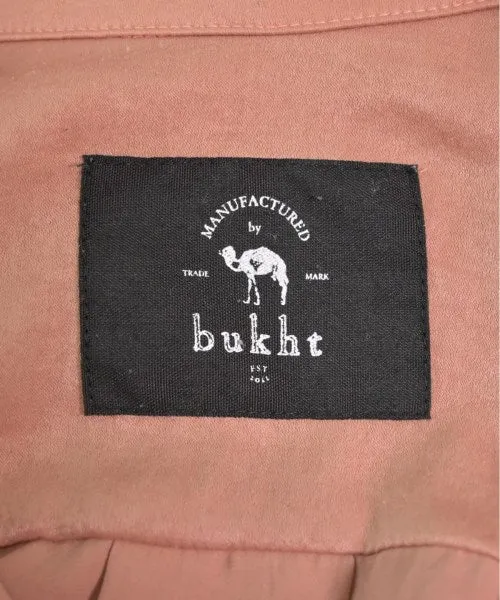 MANUFACTURED
by
TRADE MARK
bukht
EST
2011